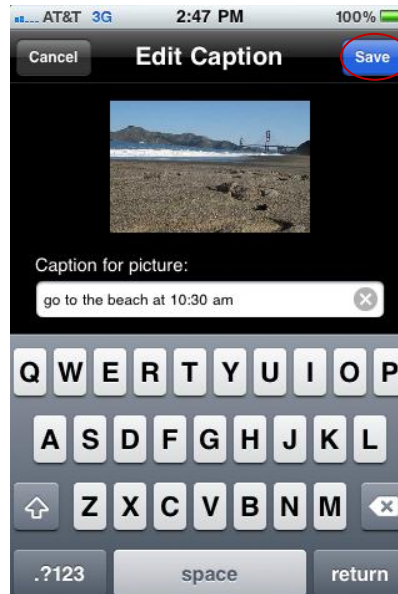 AT&T 3G 2:47 PM 100%
Cancel Edit Caption Save
Caption for picture:
go to the beach at 10:30 am
Q W E R T Y U I O P
A S D F G H J K L
Z X C V B N M
.?123 space return